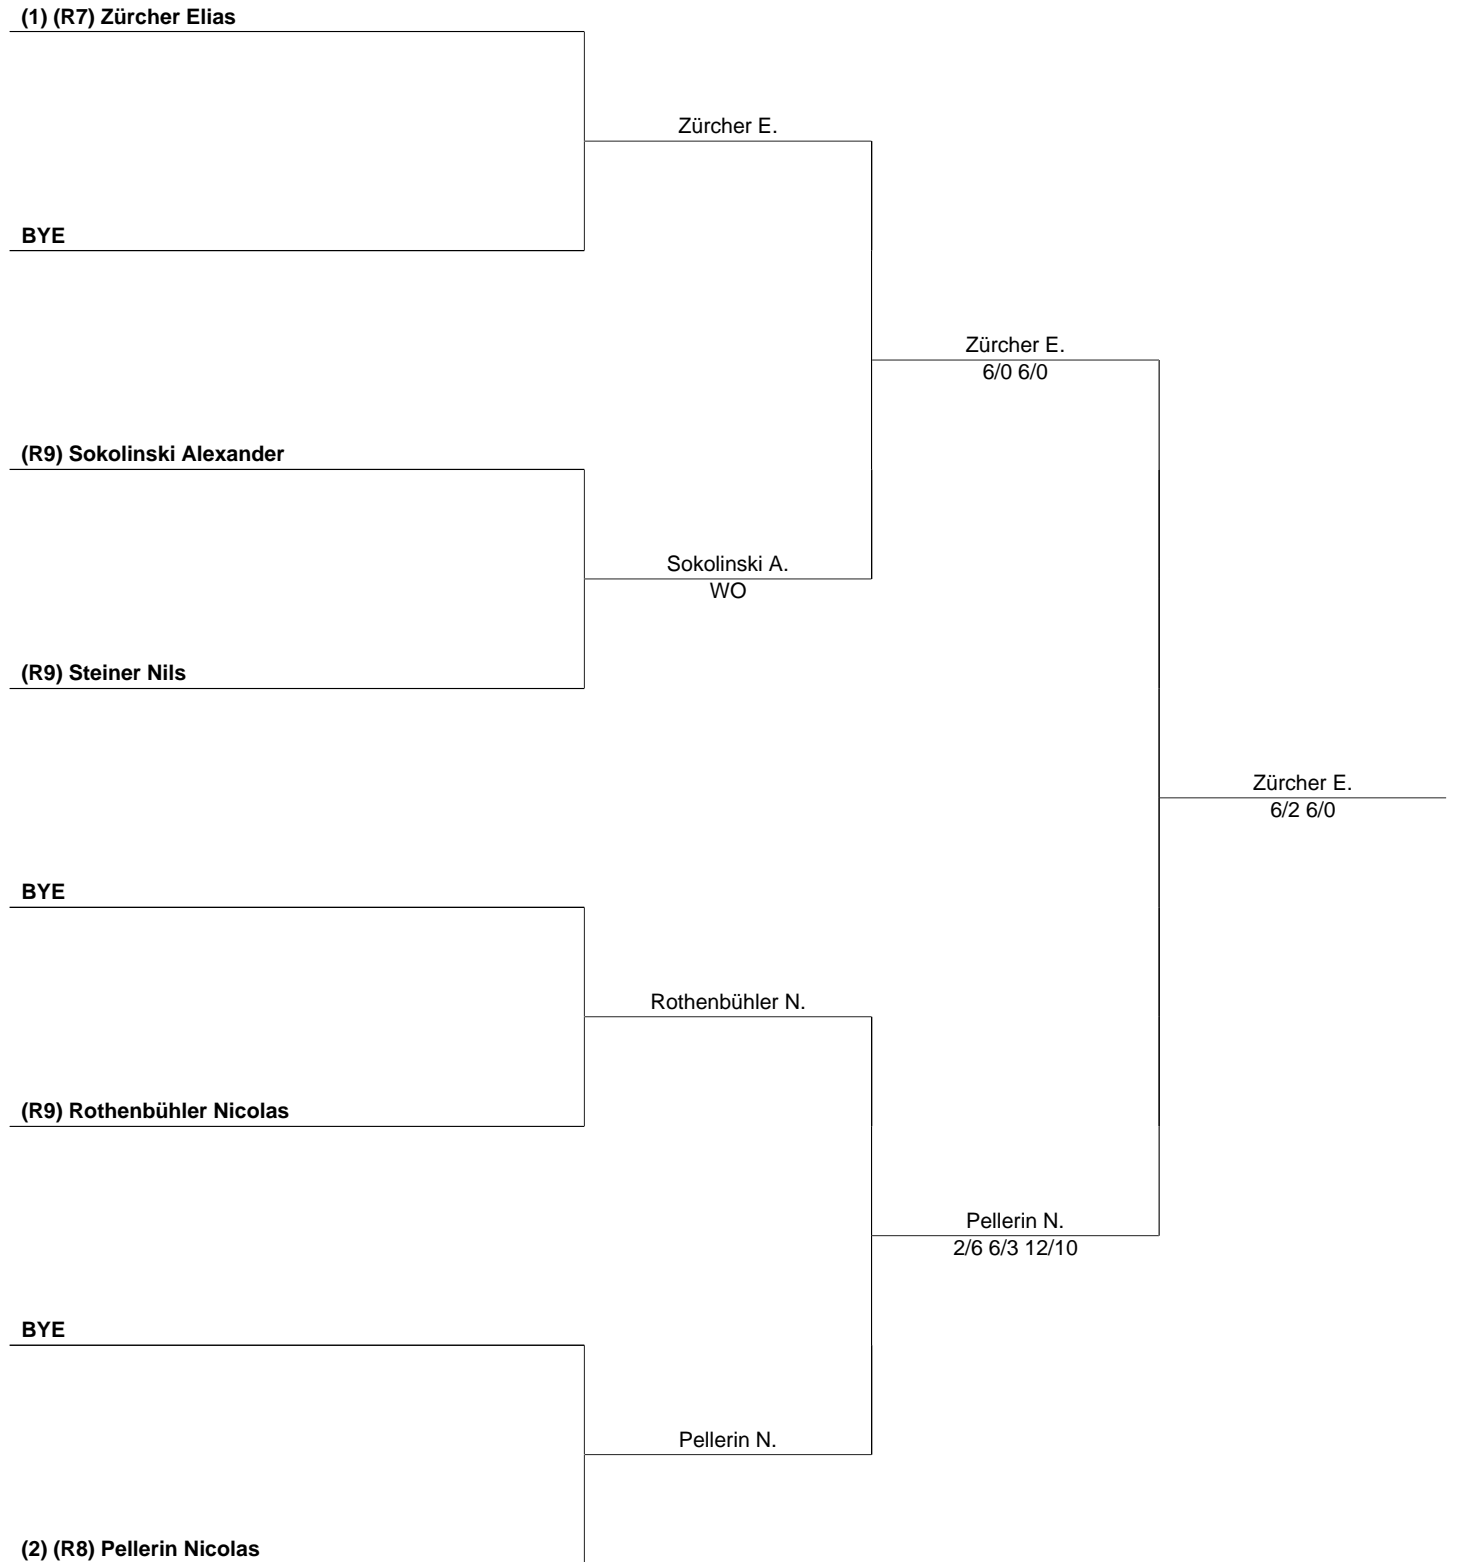 (1) (R7) Zürcher Elias
Zürcher E.
BYE
Zürcher E.
6/0 6/0
(R9) Sokolinski Alexander
Sokolinski A.
WO
(R9) Steiner Nils
Zürcher E.
6/2 6/0
BYE
Rothenbühler N.
(R9) Rothenbühler Nicolas
Pellerin N.
2/6 6/3 12/10
BYE
Pellerin N.
(2) (R8) Pellerin Nicolas